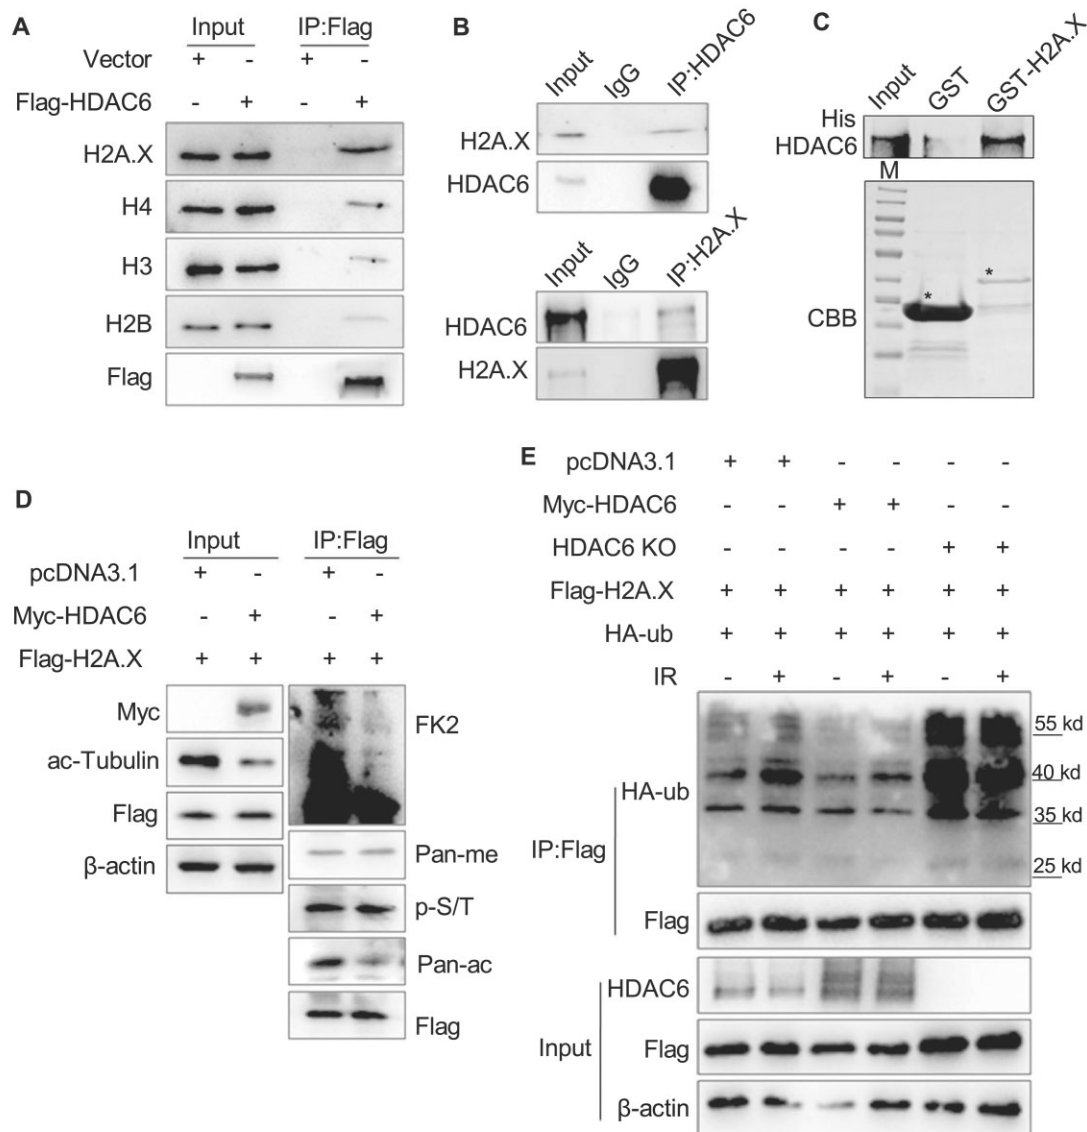 A
Input IP:Flag
Vector + - + -
Flag-HDAC6 - + - +
H2A.X
H4
H3
H2B
Flag
B
Input IgG IP:HDAC6
H2A.X
HDAC6
Input IgG IP:H2A.X
HDAC6
H2A.X
C
Input GST GST-H2A.X
His
HDAC6
M
* *
CBB
D
Input IP:Flag
pcDNA3.1 + - + -
Myc-HDAC6 - + - +
Flag-H2A.X + + + +
Myc
ac-Tubulin
Flag
β-actin
FK2
Pan-me
p-S/T
Pan-ac
Flag
E
pcDNA3.1 + + - - - -
Myc-HDAC6 - - + + - -
HDAC6 KO - - - - + +
Flag-H2A.X + + + + + +
HA-ub + + + + + +
IR - + - + - +
55 kd
HA-ub 40 kd
35 kd
IP:Flag
25 kd
Flag
HDAC6
Input Flag
β-actin